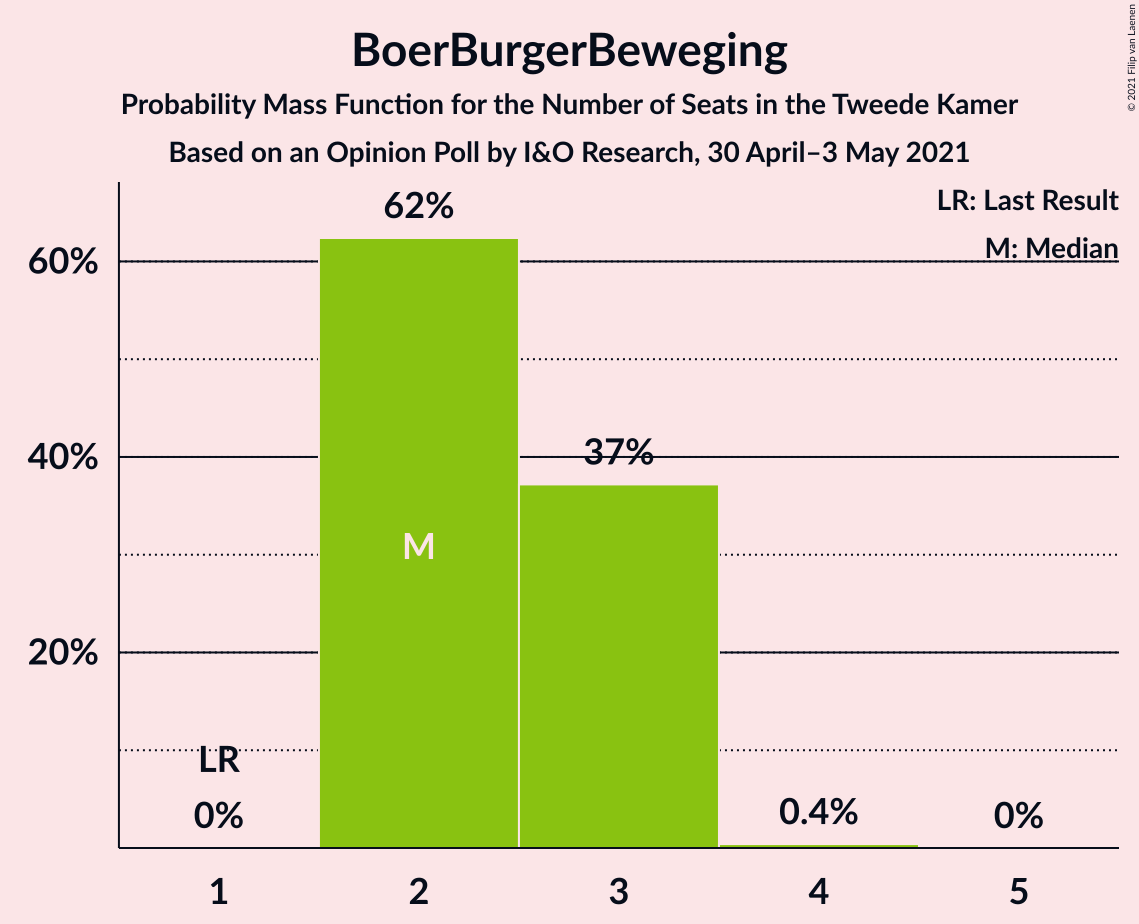 BoerBurgerBeweging
Probability Mass Function for the Number of Seats in the Tweede Kamer
Based on an Opinion Poll by I&O Research, 30 April–3 May 2021
© 2021 Filip van Laenen
LR: Last Result
M: Median
62%
60%
40%
37%
M
20%
LR
0%
0.4%
0%
1 2 3 4 5